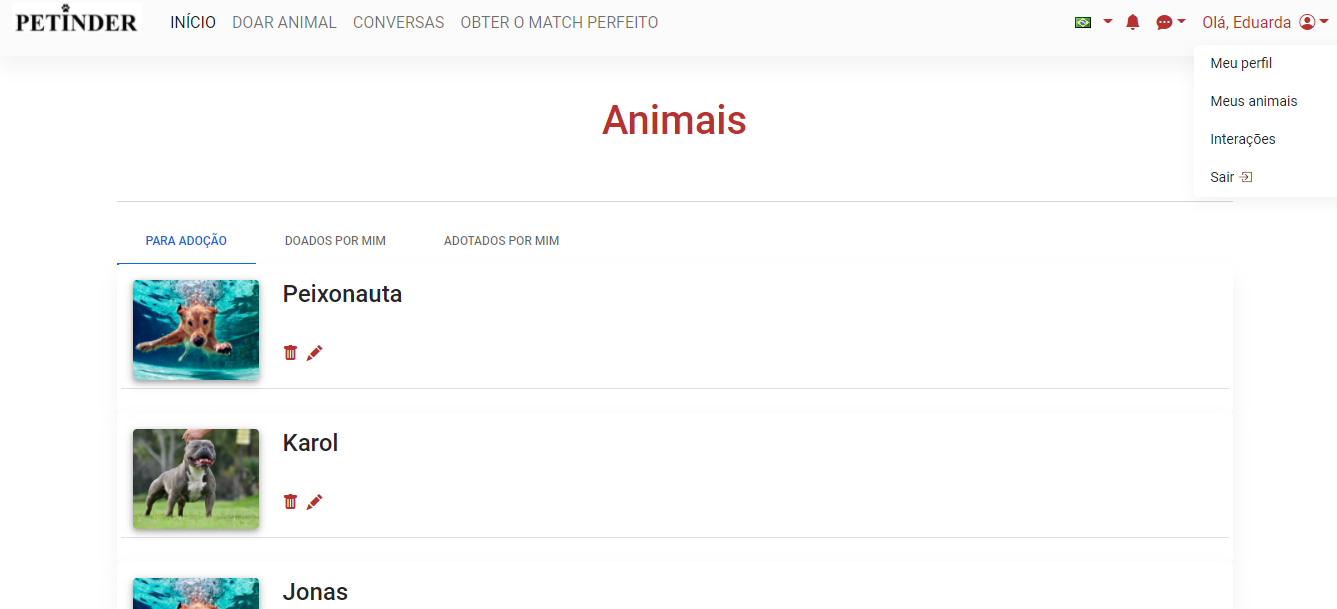 PETINDER INÍCIO DOAR ANIMAL CONVERSAS OBTER O MATCH PERFEITO Olá, Eduarda
Meu perfil
Meus animais
Interações
Sair
Animais
PARA ADOÇÃO DOADOS POR MIM ADOTADOS POR MIM
Peixonauta
Karol
Jonas